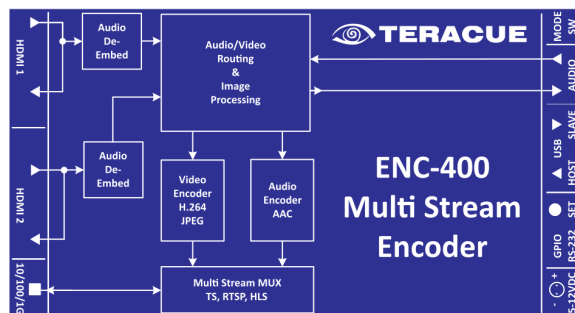 HDMI 1
HDMI 2
10/100/1G
Audio
De-
Embed
Audio
De-
Embed
Audio/Video
Routing
&
Image
Processing
Video
Encoder
H.264
JPEG
Audio
Encoder
AAC
Multi Stream MUX
TS, RTSP, HLS
TERACUE
ENC-400
Multi Stream
Encoder
MODE
SW
AUDIO
USB
SLAVE
HOST
SET
GPIO
RS-232
- +
5-12VDC